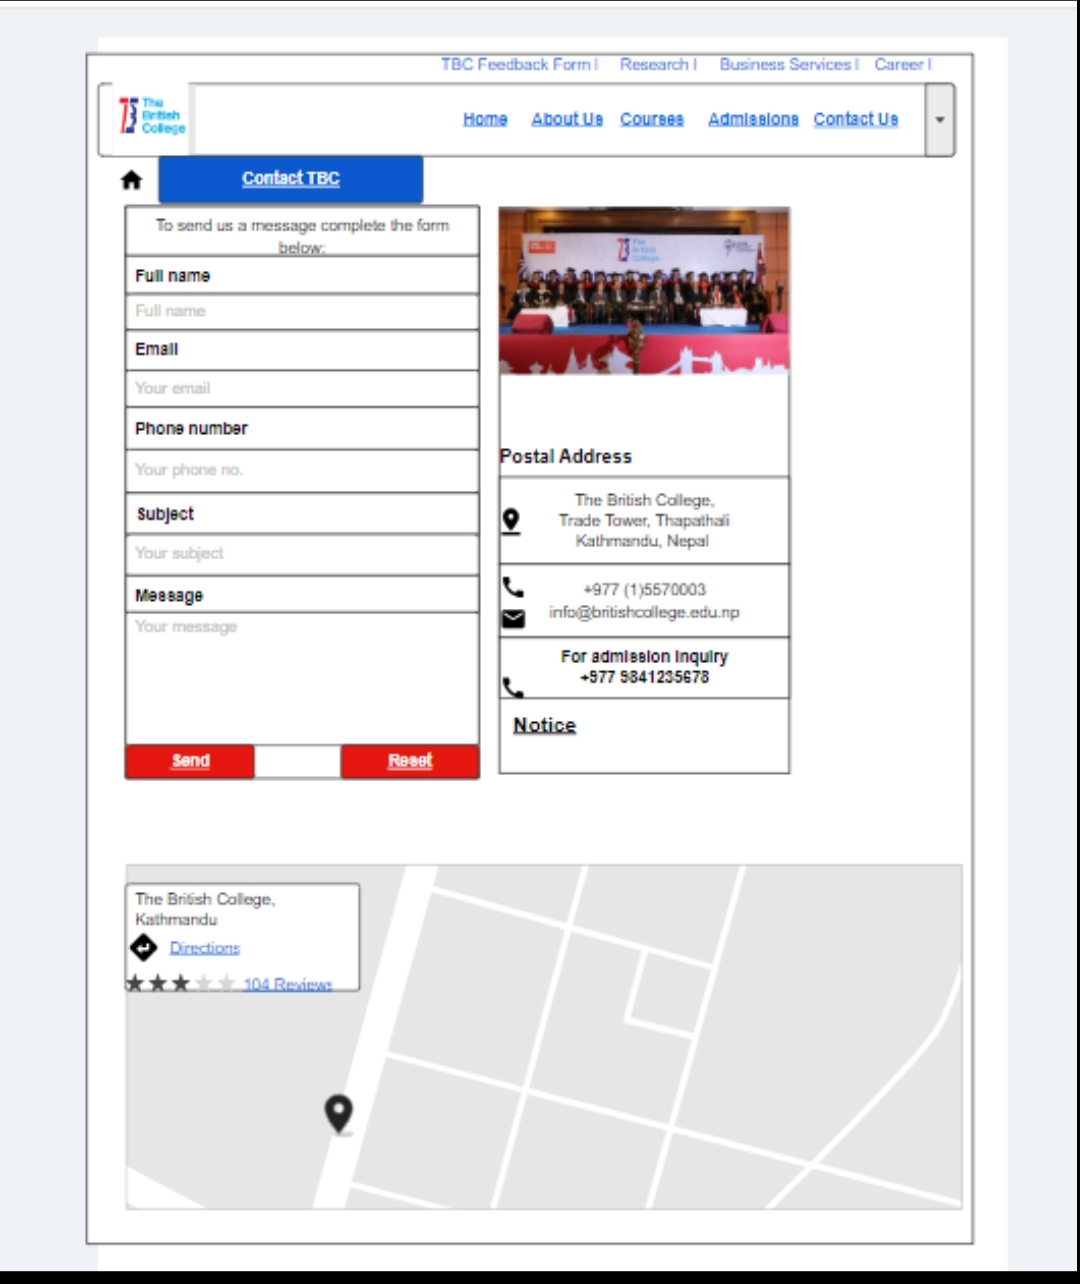 TBC Feedback Form | Research | Business Services | Career |
The
British
College
Home About Us Courses Admissions Contact Us
Contact TBC
To send us a message complete the form
below:
Full name
Full name
Email
Your email
Phone number
Your phone no.
Subject
Your subject
Message
Your message
Send Reset
The
British
College
Postal Address
The British College,
Trade Tower, Thapathali
Kathmandu, Nepal
+977 (1)5570003
info@britishcollege.edu.np
For admission Inquiry
+977 9841235678
Notice
The British College,
Kathmandu
Directions
104 Reviews